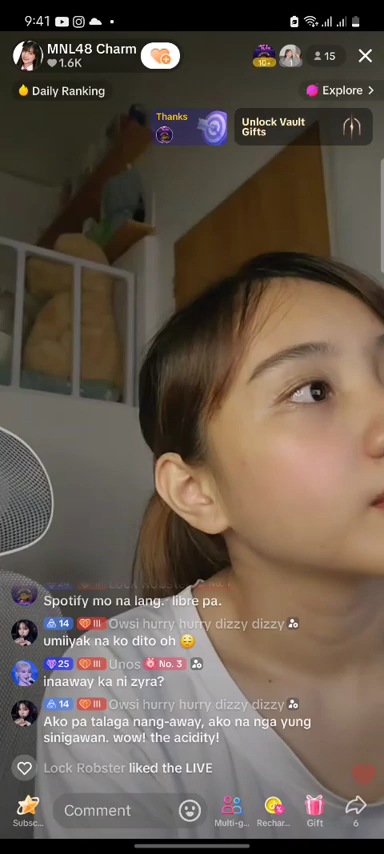 9:41
MNL48 Charm
1.6K
10+
15
Daily Ranking
Explore >
Thanks
Unlock Vault
Gifts
Spotify mo na lang. libre pa.
14 III Owsi hurry hurry dizzy dizzy
umiiyak na ko dito oh 😔
25 III Unos No. 3
inaaway ka ni zyra?
14 III Owsi hurry hurry dizzy dizzy
Ako pa talaga nang-away, ako na nga yung
sinigawan. wow! the acidity!
Lock Robster liked the LIVE
Comment
Subsc... Multi-g... Rechar... Gift 6